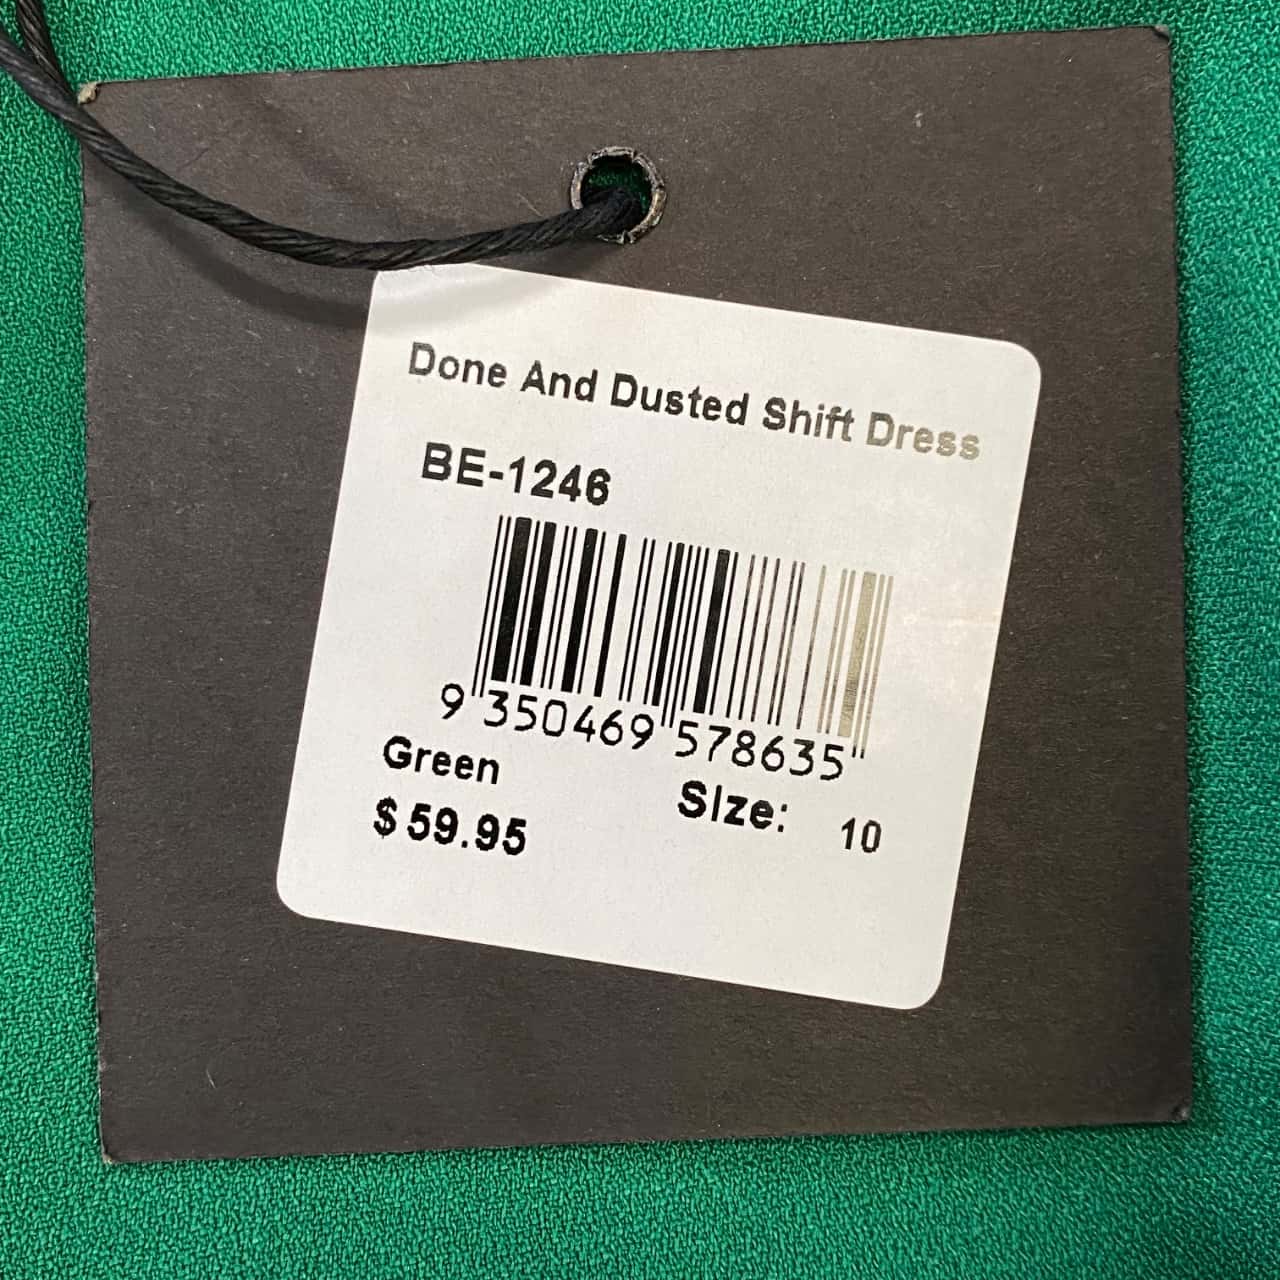 Done And Dusted Shift Dress
BE-1246
9 350469 578635
Green
Size: 10
$59.95